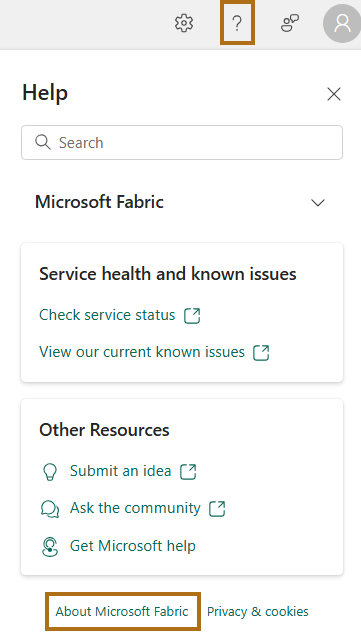 ?
Help
Search
Microsoft Fabric
Service health and known issues
Check service status
View our current known issues
Other Resources
Submit an idea
Ask the community
Get Microsoft help
About Microsoft Fabric Privacy & cookies